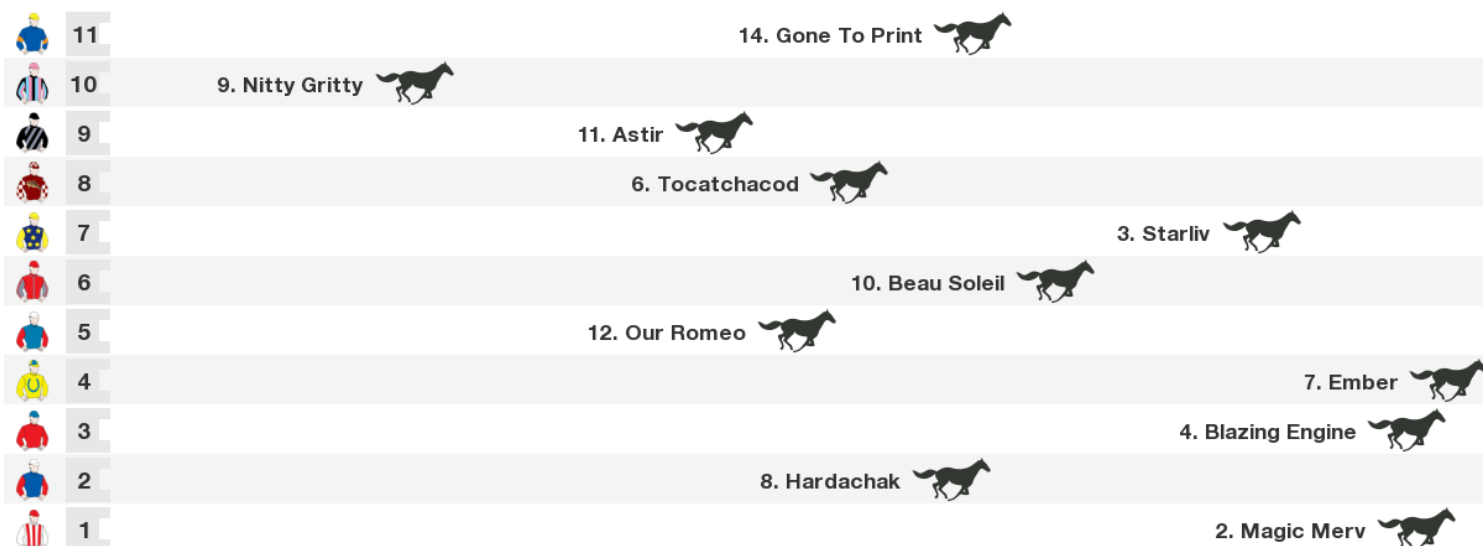 11 14. Gone To Print
10 9. Nitty Gritty
9 11. Astir
8 6. Tocatchacod
7 3. Starliv
6 10. Beau Soleil
5 12. Our Romeo
4 7. Ember
3 4. Blazing Engine
2 8. Hardachak
1 2. Magic Merv